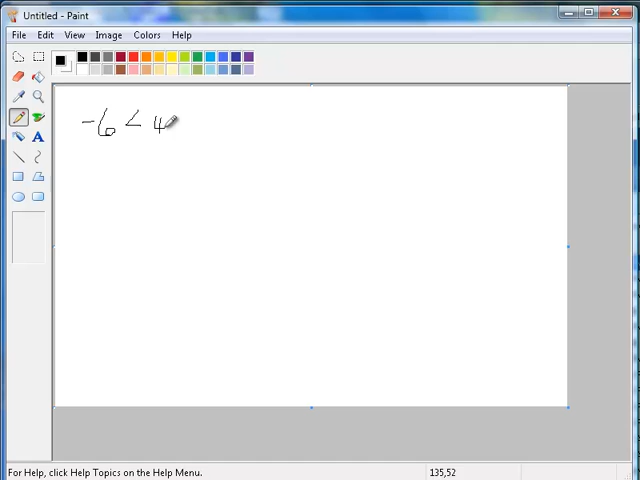 Untitled - Paint
File Edit View Image Colors Help
A
-6 < 4
For Help, click Help Topics on the Help Menu.
135,52